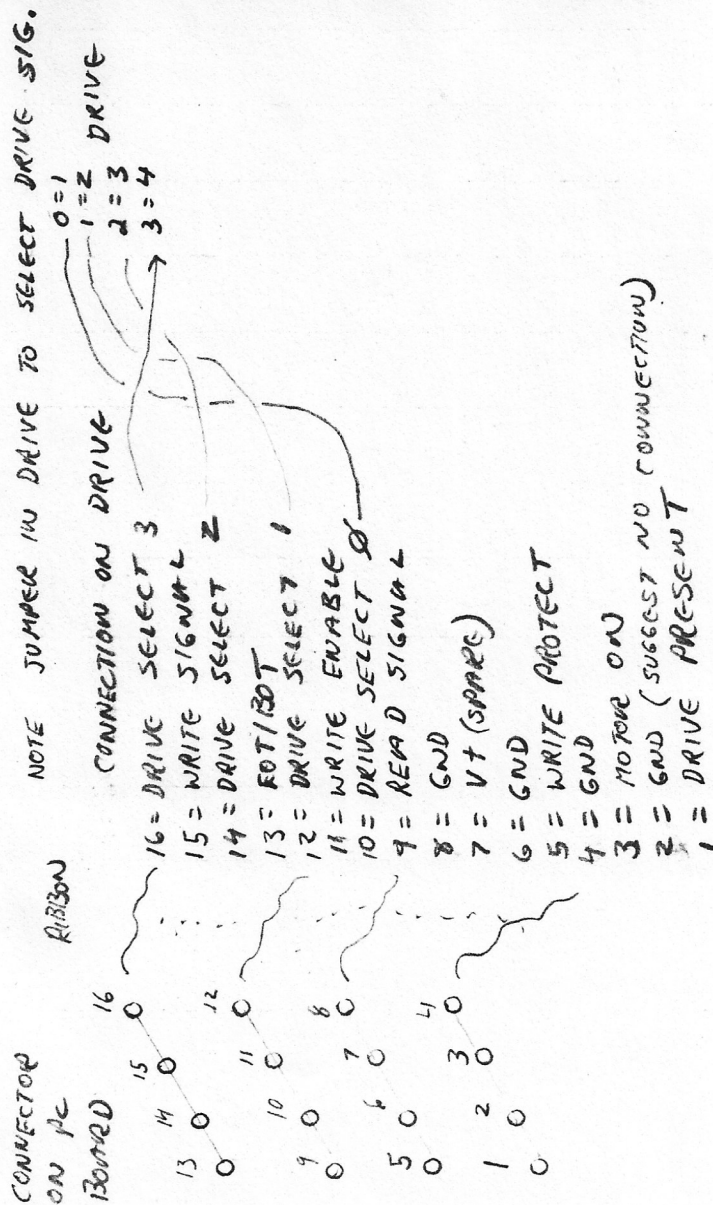 NOTE JUMPER IN DRIVE TO SELECT DRIVE SIG.
CONNECTOR
ON PC
BOARD
RIBBON
CONNECTION ON DRIVE
0=1
1=2
2=3
3=4
DRIVE
13 14 15 16
9 10 11 12
5 6 7 8
1 2 3 4
16 = DRIVE SELECT 3
15 = WRITE SIGNAL
14 = DRIVE SELECT 2
13 = EOT/BOT
12 = DRIVE SELECT 1
11 = WRITE ENABLE
10 = DRIVE SELECT 0
9 = READ SIGNAL
8 = GND
7 = V+ (SPARE)
6 = GND
5 = WRITE PROTECT
4 = GND
3 = MOTOR ON
2 = GND (SUGGEST NO CONNECTION)
1 = DRIVE PRESENT